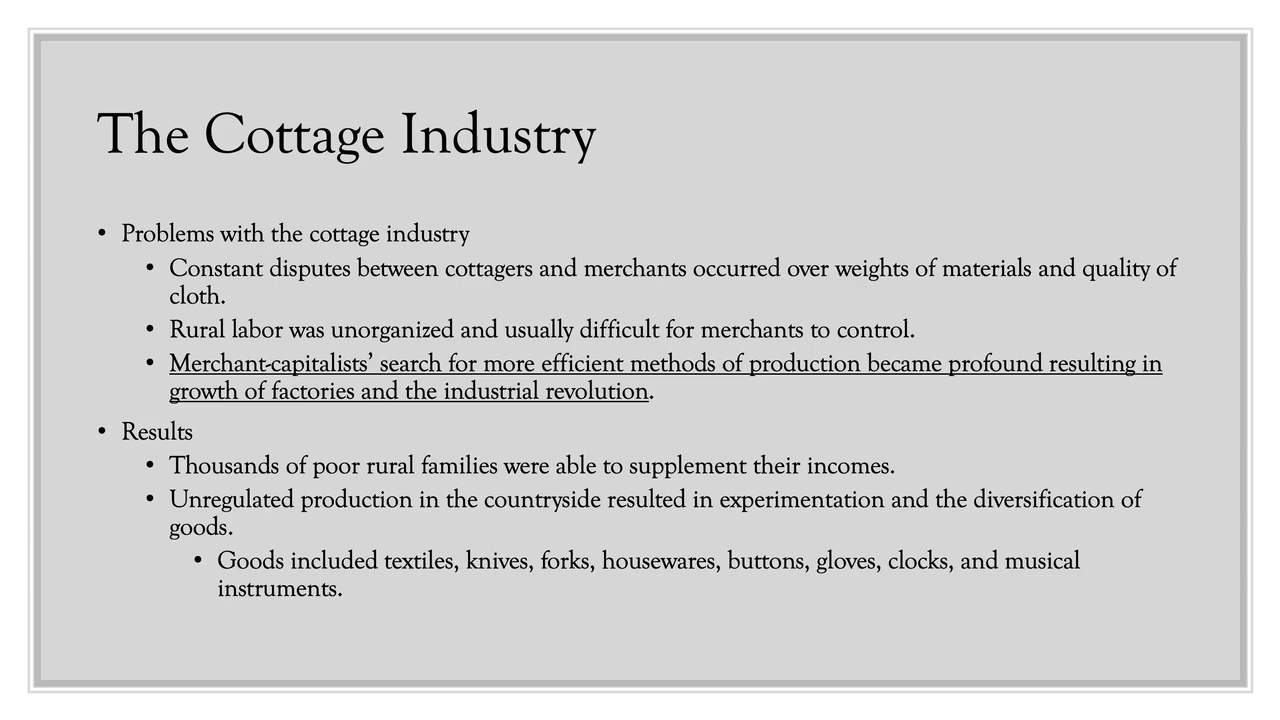 The Cottage Industry
• Problems with the cottage industry
• Constant disputes between cottagers and merchants occurred over weights of materials and quality of
cloth.
• Rural labor was unorganized and usually difficult for merchants to control.
• Merchant-capitalists’ search for more efficient methods of production became profound resulting in
growth of factories and the industrial revolution.
• Results
• Thousands of poor rural families were able to supplement their incomes.
• Unregulated production in the countryside resulted in experimentation and the diversification of
goods.
• Goods included textiles, knives, forks, housewares, buttons, gloves, clocks, and musical
instruments.